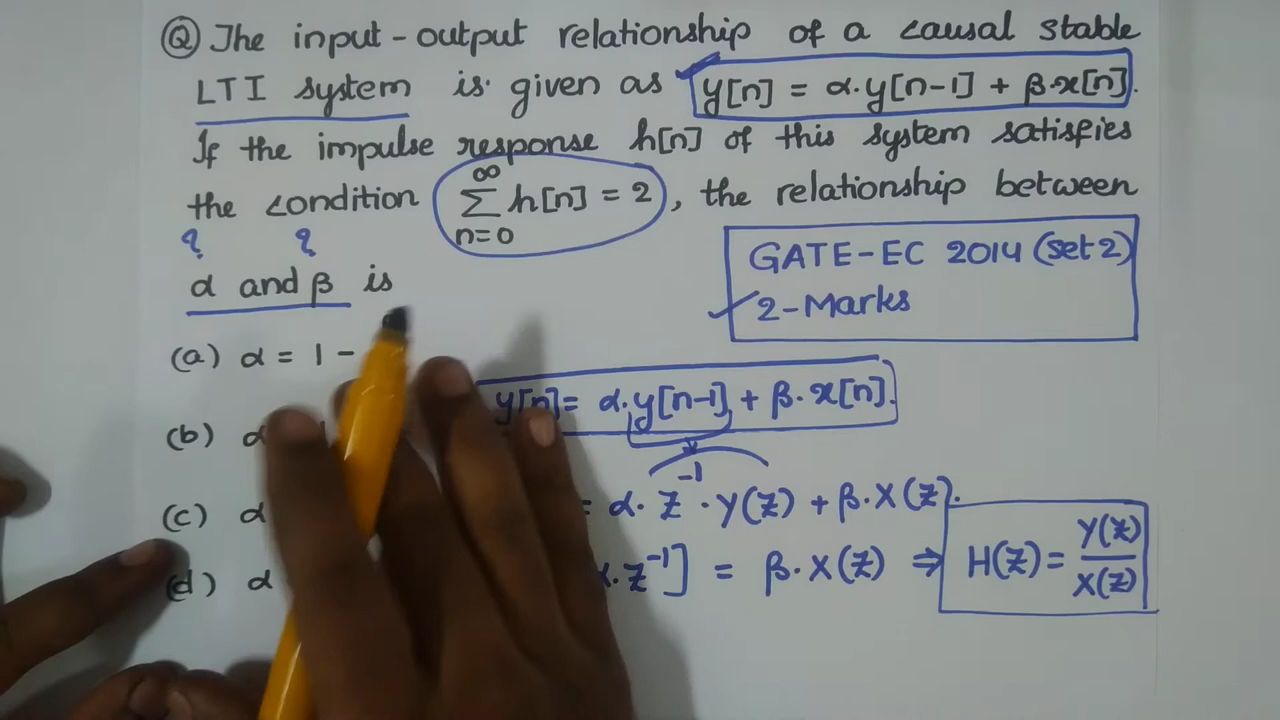 Q The input-output relationship of a causal stable
LTI system is given as y[n] = α.y[n-1] + β.x[n].
If the impulse response h[n] of this system satisfies
the condition ∞∑n=0 h[n] = 2, the relationship between
? ?
α and β is
GATE-EC 2014 (Set 2)
2-Marks
(a) α = 1 -
y[n] = α.y[n-1] + β.x[n].
(b) α
= α. z⁻¹ . Y(z) + β.X(z).
(c) α
.z⁻¹] = β.X(z) ⇒ H(z) = Y(z)/X(z)
(d) α